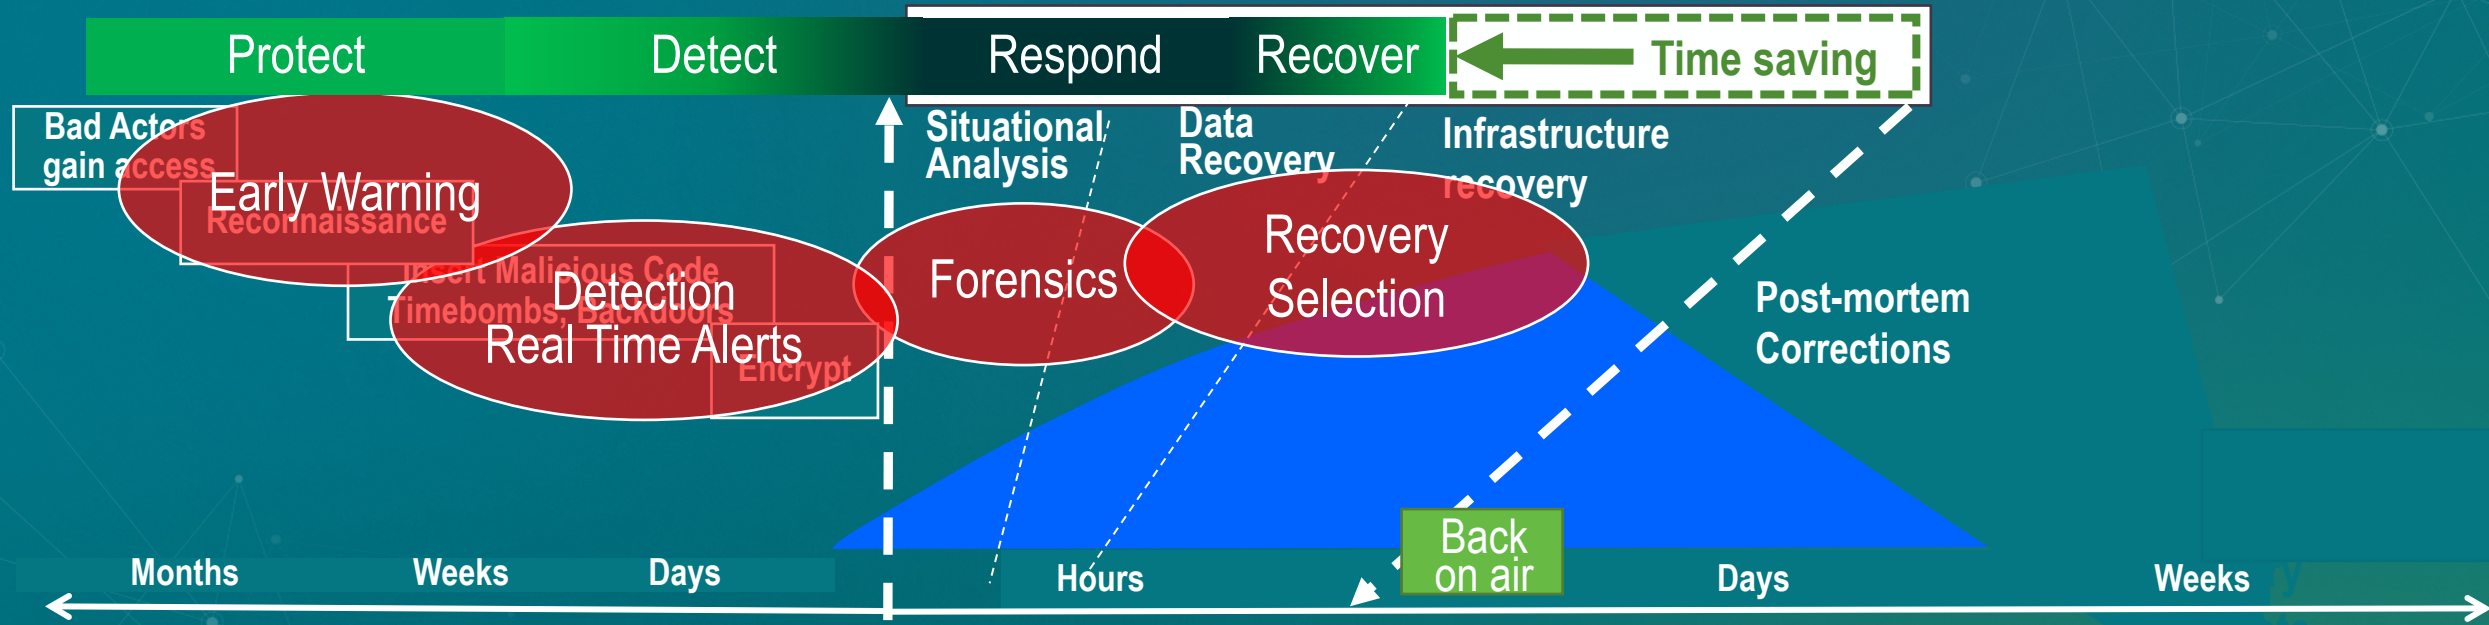 Protect
Detect
Respond
Recover
Time saving
Bad Actors
gain access
Early Warning
Reconnaissance
Insert Malicious Code
Timebombs, Backdoors
Detection
Real Time Alerts
Encrypt
Situational
Analysis
Data
Recovery
Infrastructure
recovery
Forensics
Recovery
Selection
Post-mortem
Corrections
Back
on air
Months
Weeks
Days
Hours
Days
Weeks
y